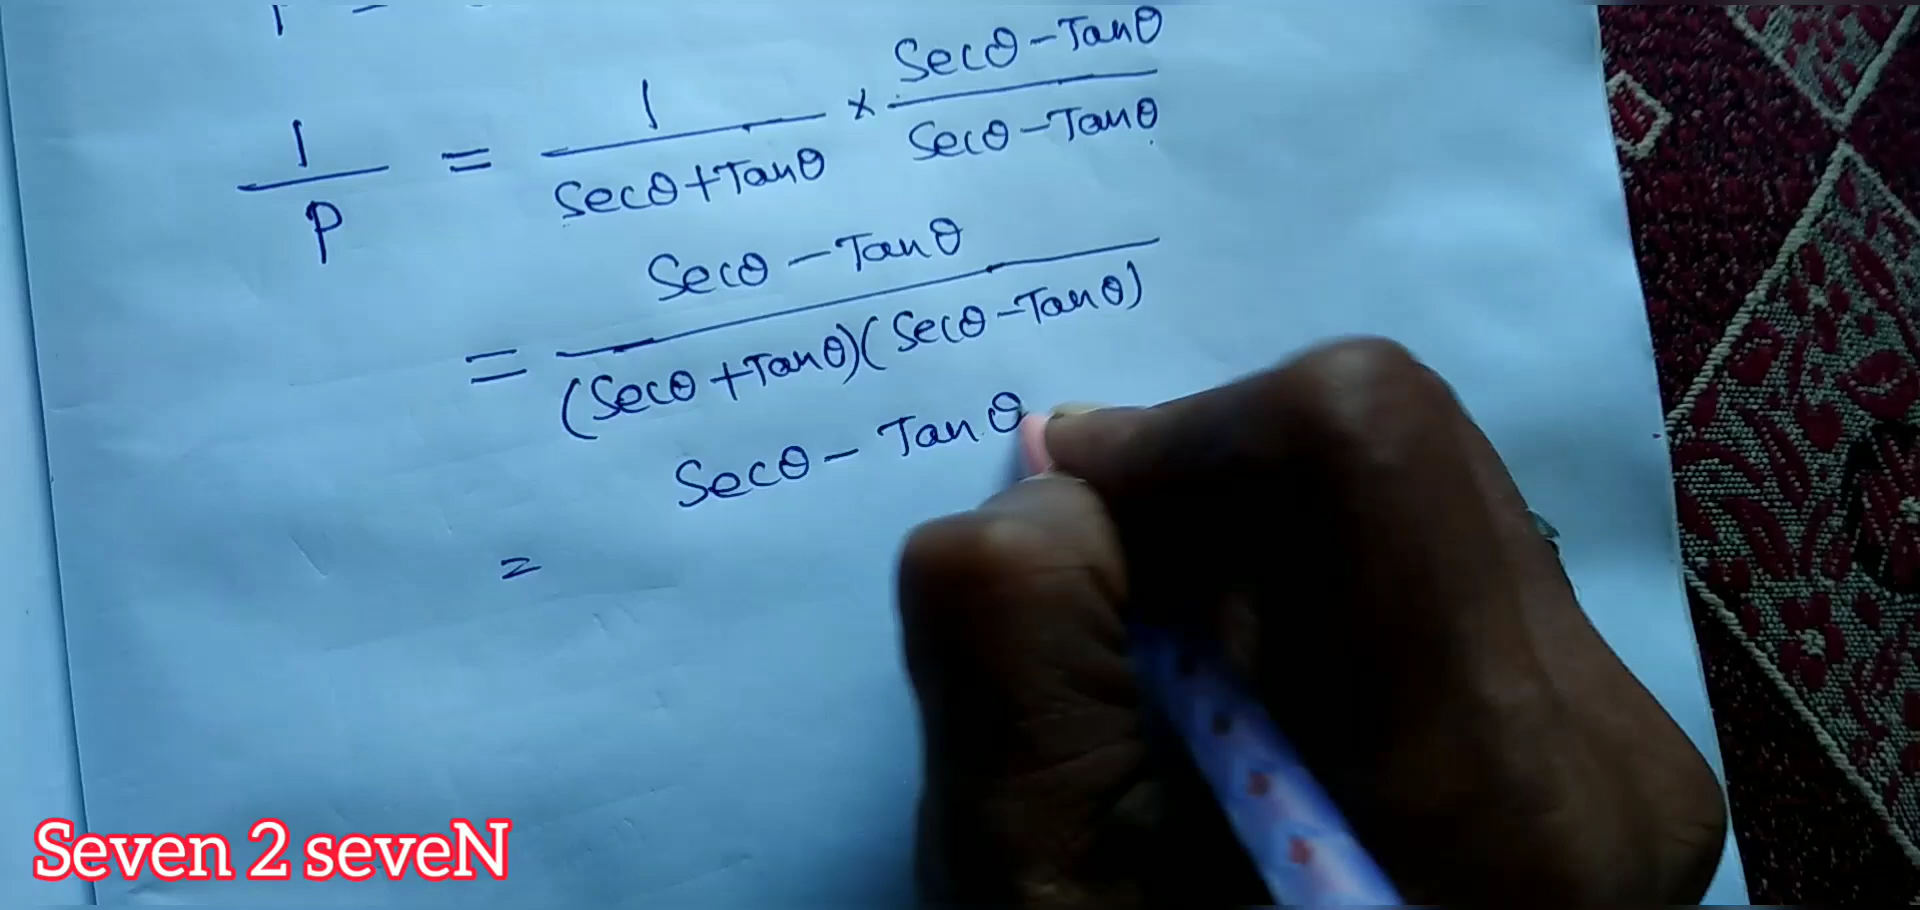 1/P = 1/(Secθ+Tanθ) × (Secθ-Tanθ)/(Secθ-Tanθ)
= (Secθ-Tanθ)/((Secθ+Tanθ)(Secθ-Tanθ))
Secθ- Tanθ
=
Seven 2 seveN